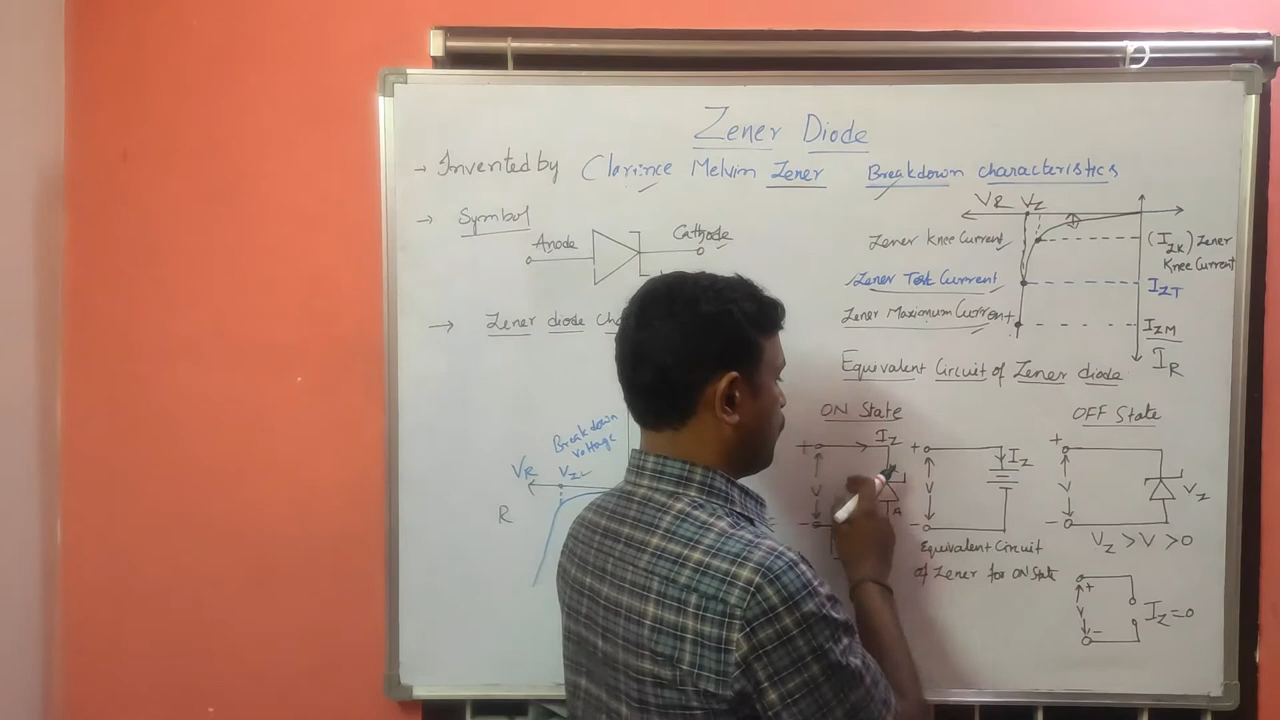 Zener Diode
→ Invented by Clarince Melvin Zener
→ Symbol
Anode
Cathode
→ Zener diode Cha
Breakdown
Voltage
VR
VZ
R
Breakdown characteristics
VR VZ
Zener Knee Current
(IZK) Zener
Knee Current
Zener Test Current
IZT
Zener Maximum Current
IZM
IR
Equivalent Circuit of Zener diode
ON State
+
IZ
V
A
-
+
IZ
V
-
Equivalent Circuit
of Zener for ON State
OFF State
+
V
VZ
-
VZ > V > 0
+
V
IZ = 0
-